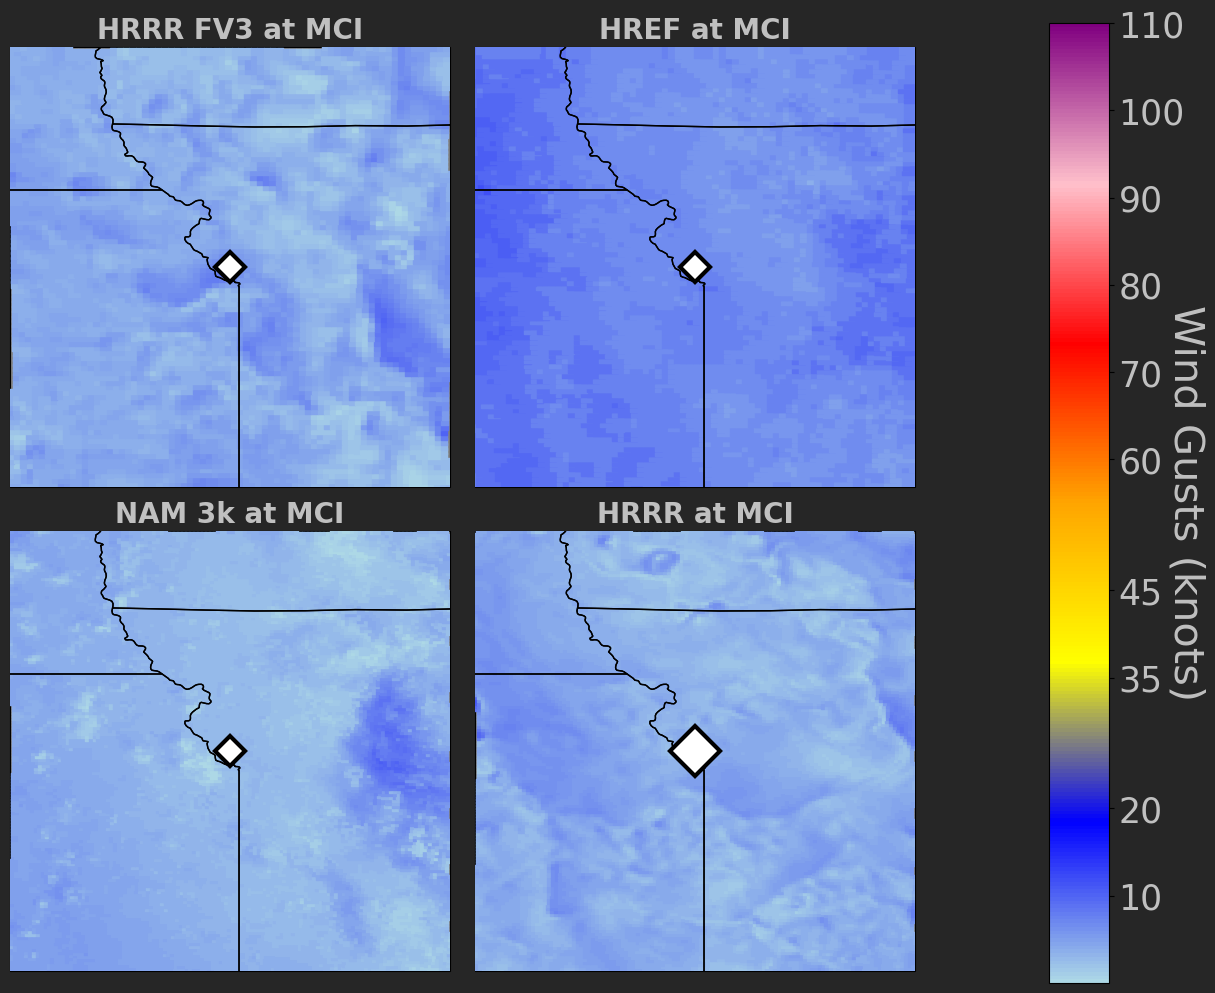 HRRR FV3 at MCI
HREF at MCI
NAM 3k at MCI
HRRR at MCI
110
100
90
80
70
60
45
35
20
10
Wind Gusts (knots)